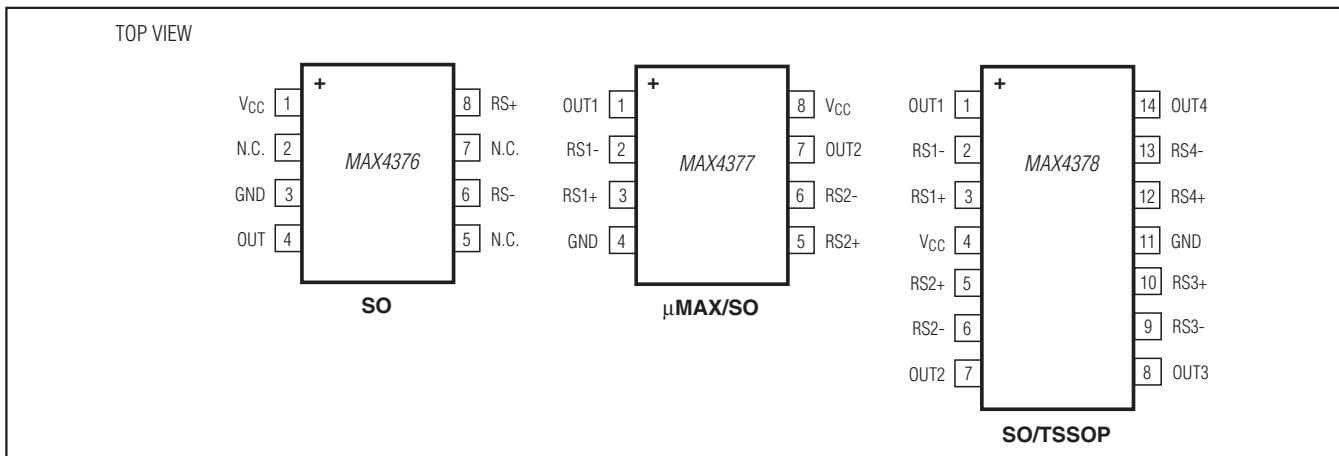 TOP VIEW
+
VCC 1
N.C. 2
GND 3
OUT 4
MAX4376
8 RS+
7 N.C.
6 RS-
5 N.C.
SO
+
OUT1 1
RS1- 2
RS1+ 3
GND 4
MAX4377
8 VCC
7 OUT2
6 RS2-
5 RS2+
μMAX/SO
+
OUT1 1
RS1- 2
RS1+ 3
VCC 4
RS2+ 5
RS2- 6
OUT2 7
MAX4378
14 OUT4
13 RS4-
12 RS4+
11 GND
10 RS3+
9 RS3-
8 OUT3
SO/TSSOP